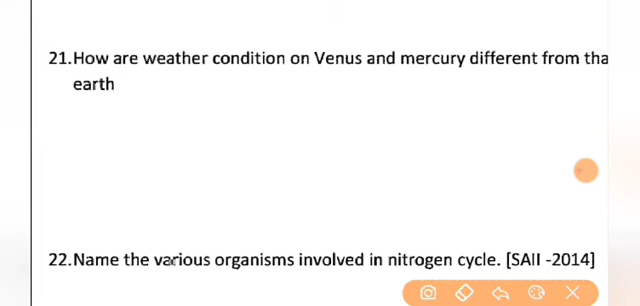 21.How are weather condition on Venus and mercury different from tha
earth
22.Name the various organisms involved in nitrogen cycle. [SAII -2014]